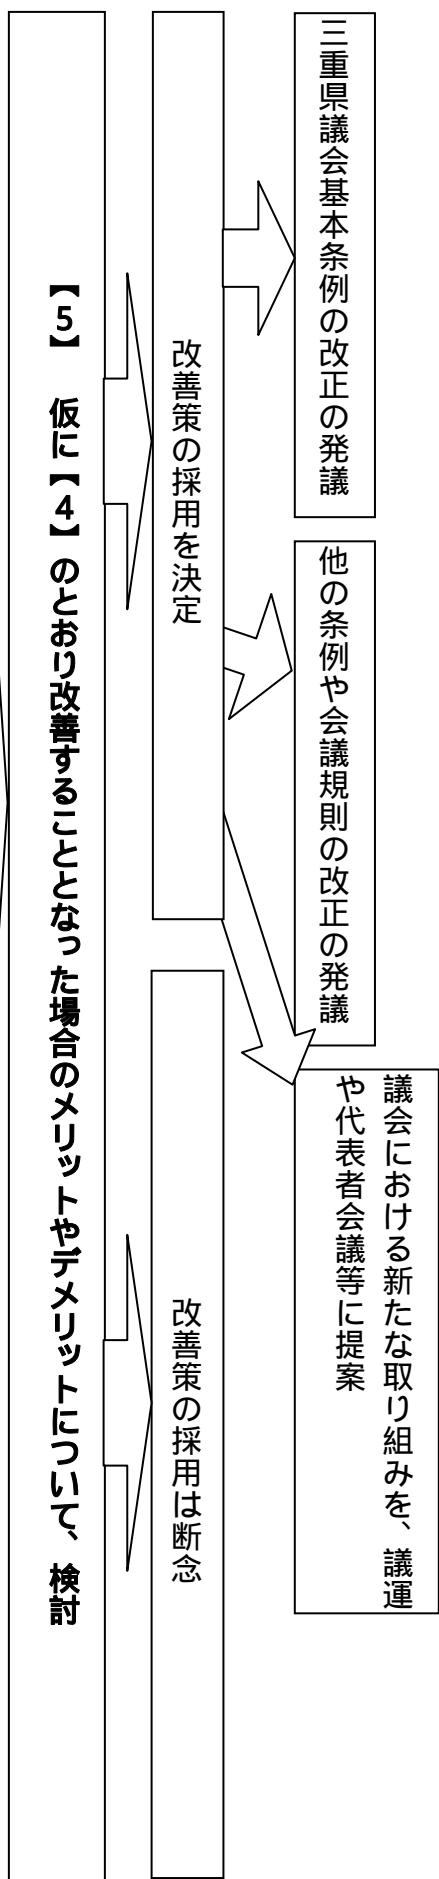 【5】　仮に【4】のとおり改善することとなった場合のメリットやデメリットについて、検討
改善策の採用を決定
改善策の採用は断念
三重県議会基本条例の改正の発議
他の条例や会議規則の改正の発議
議会における新たな取り組みを、議運
や代表者会議等に提案